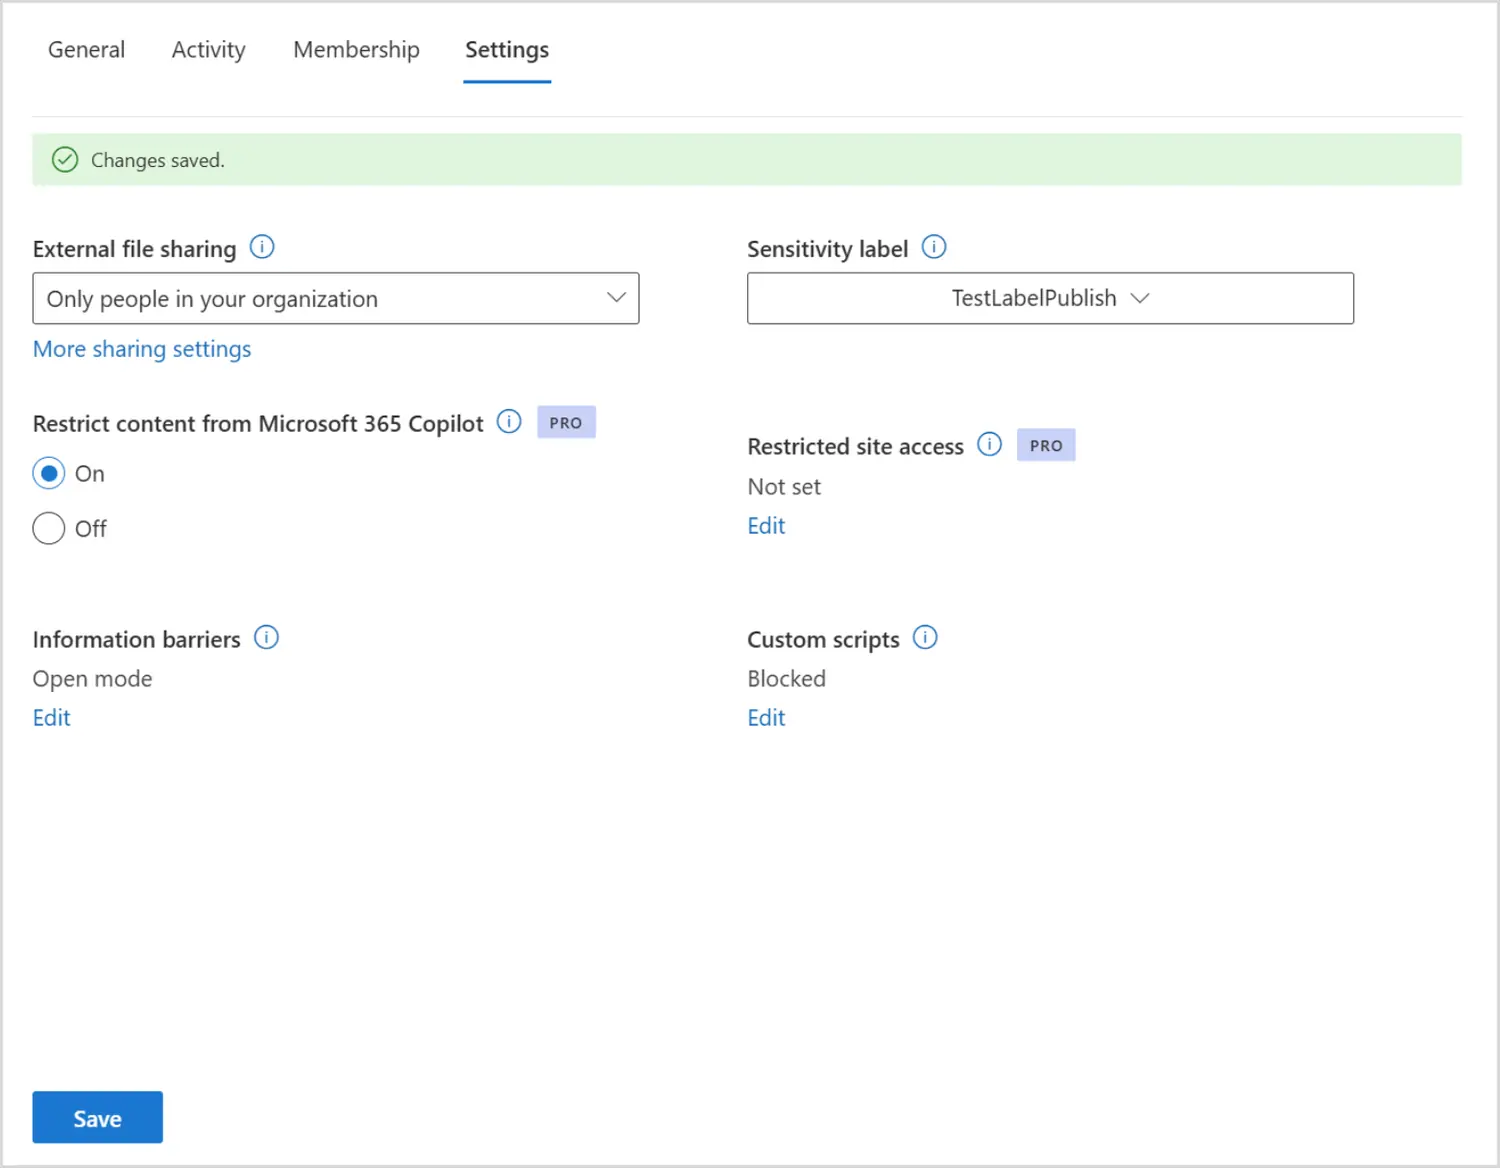 General Activity Membership Settings
Changes saved.
External file sharing
Only people in your organization
More sharing settings
Sensitivity label
TestLabelPublish
Restrict content from Microsoft 365 Copilot PRO
On
Off
Restricted site access PRO
Not set
Edit
Information barriers
Open mode
Edit
Custom scripts
Blocked
Edit
Save